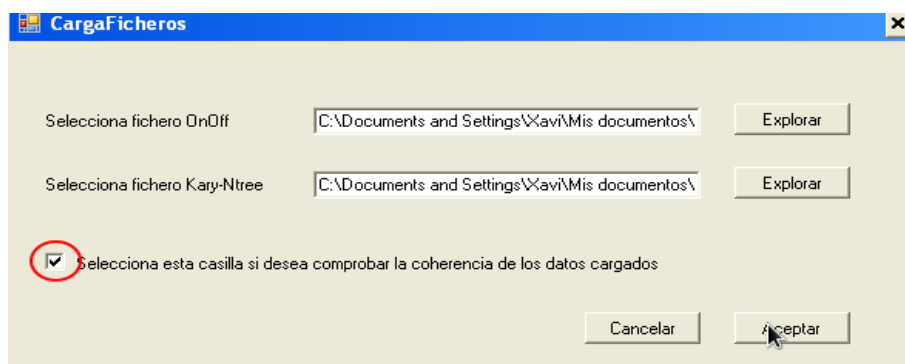 CargaFicheros
Selecciona fichero OnOff C:\Documents and Settings\Xavi\Mis documentos\ Explorar
Selecciona fichero Kary-Ntree C:\Documents and Settings\Xavi\Mis documentos\ Explorar
Selecciona esta casilla si desea comprobar la coherencia de los datos cargados
Cancelar Aceptar